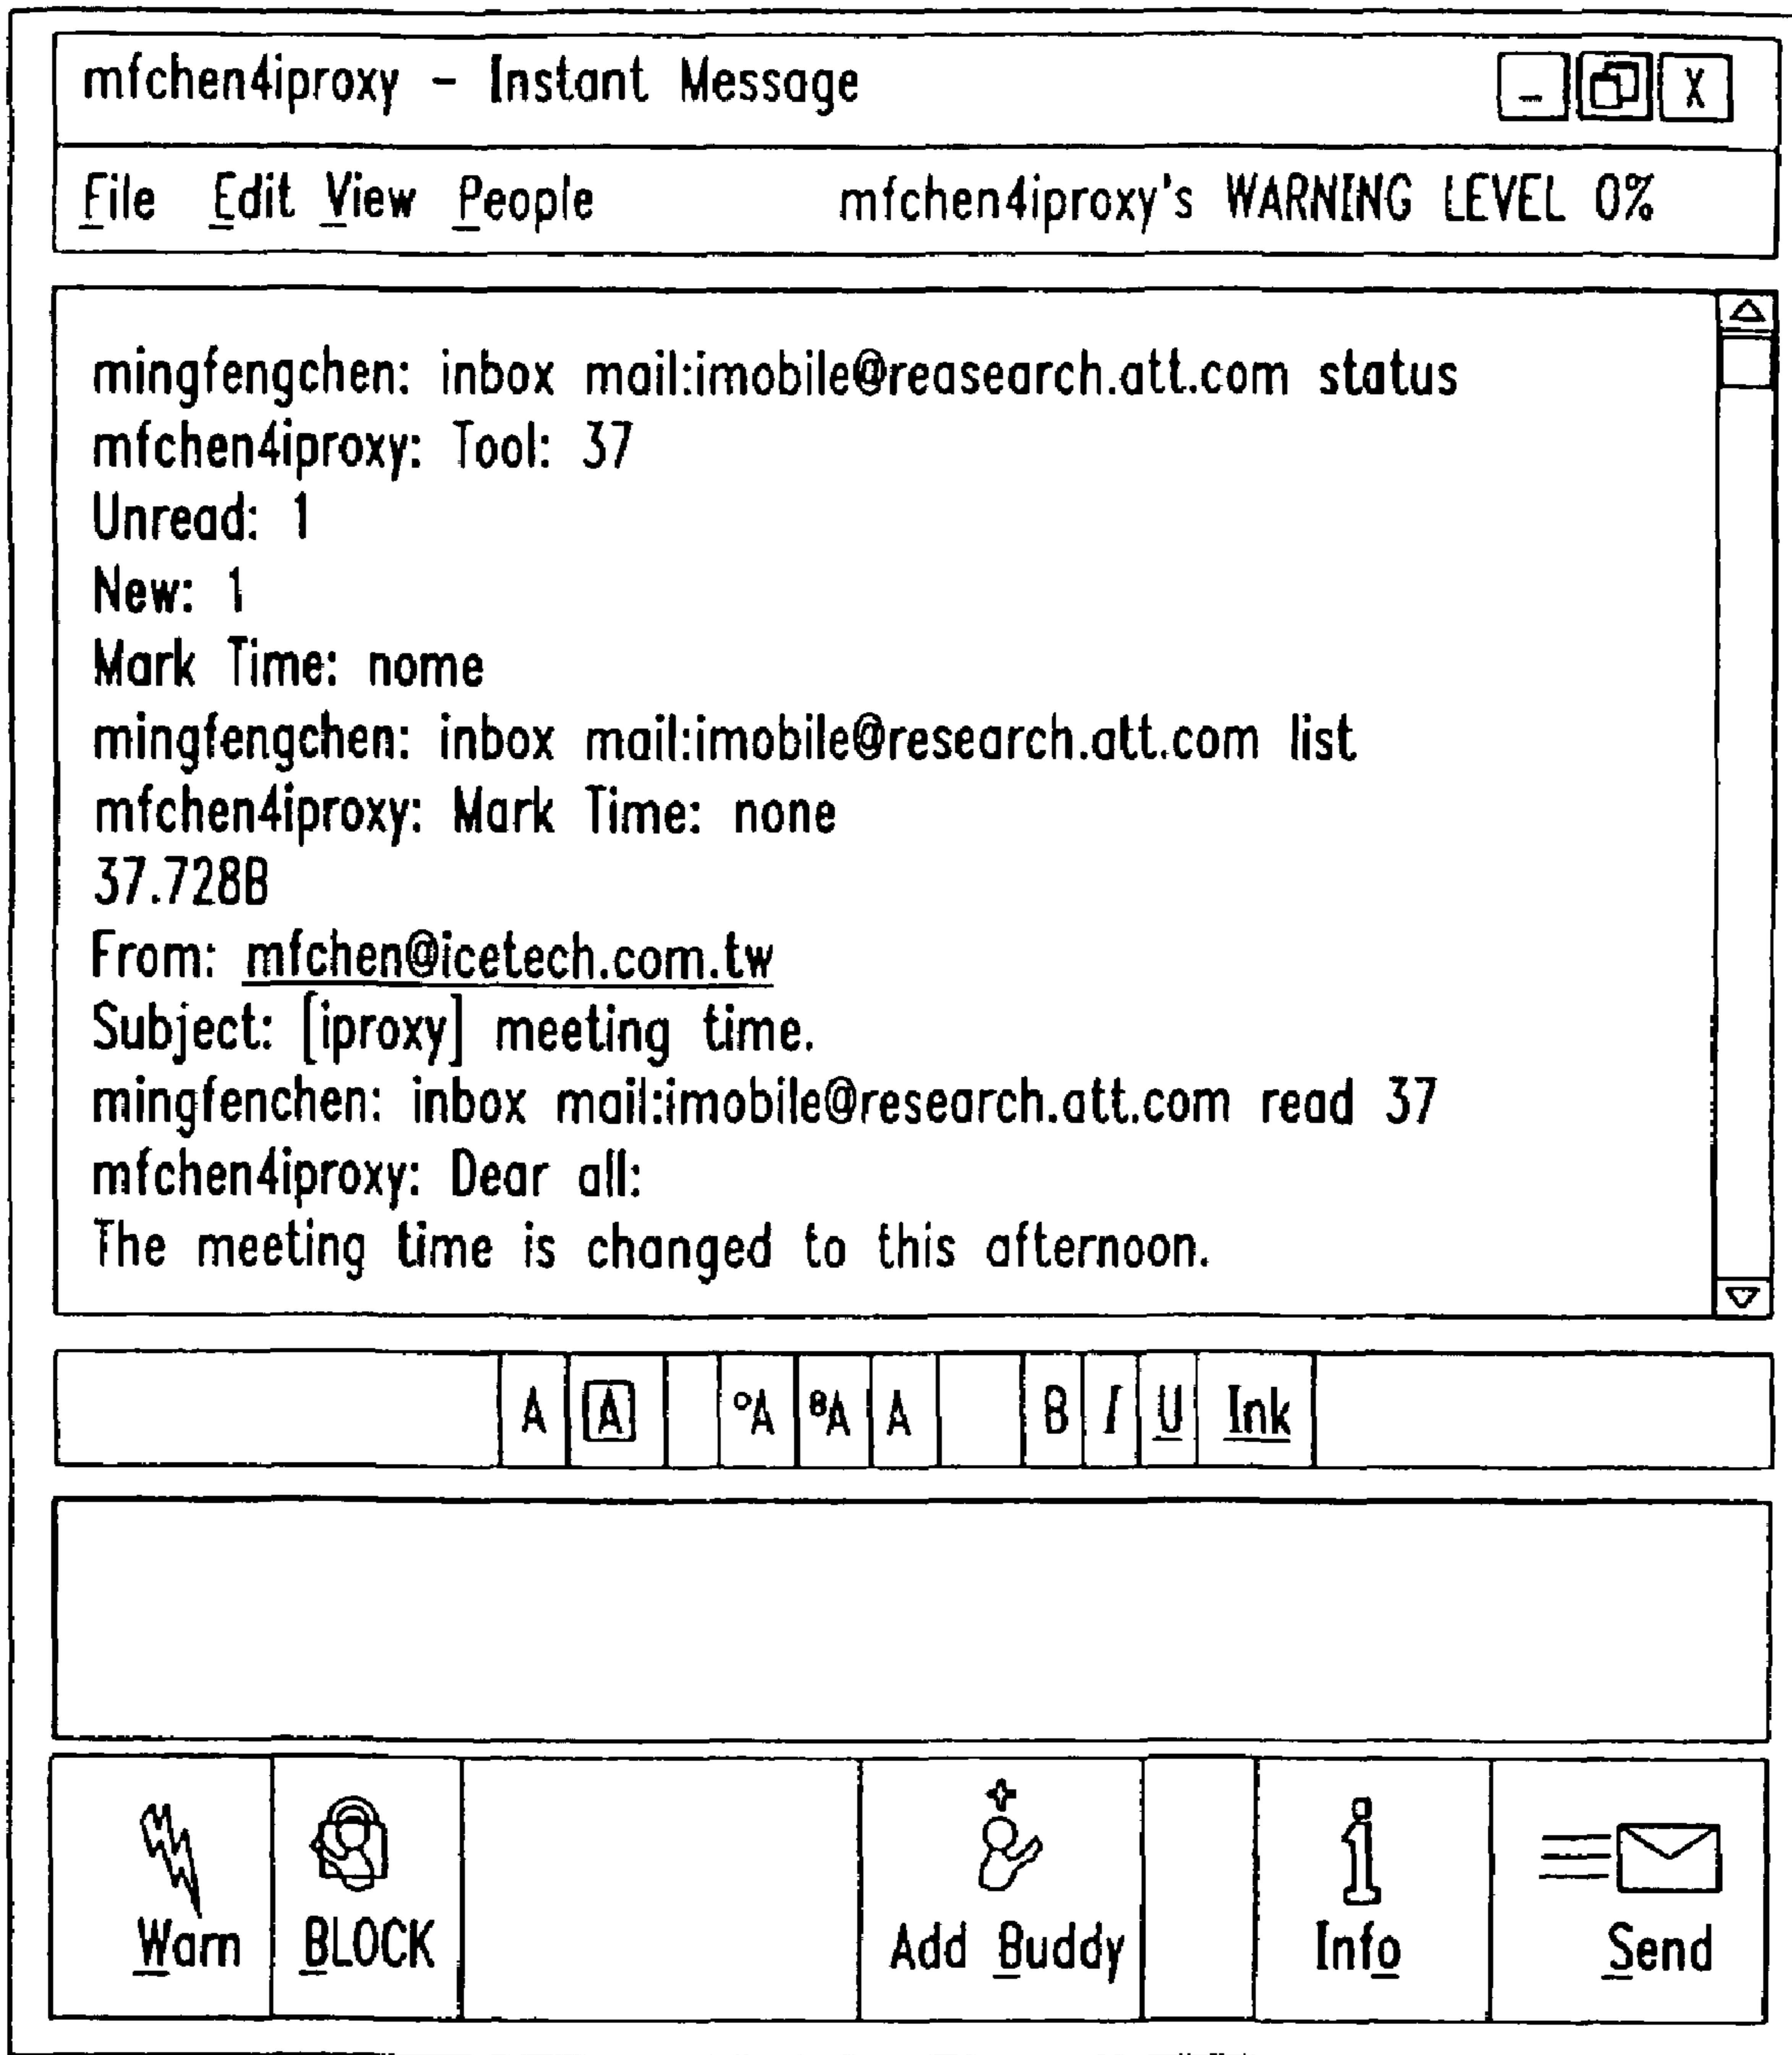 mfchen4iproxy - Instant Message
_ X
File Edit View People mfchen4iproxy's WARNING LEVEL 0%
mingfengchen: inbox mail:imobile@reasearch.att.com status
mfchen4iproxy: Tool: 37
Unread: 1
New: 1
Mark Time: nome
mingfengchen: inbox mail:imobile@research.att.com list
mfchen4iproxy: Mark Time: none
37.728B
From: mfchen@icetech.com.tw
Subject: [iproxy] meeting time.
mingfenchen: inbox mail:imobile@research.att.com read 37
mfchen4iproxy: Dear all:
The meeting time is changed to this afternoon.
A A °A ᴮA A B I U Ink
Warn BLOCK Add Buddy Info Send